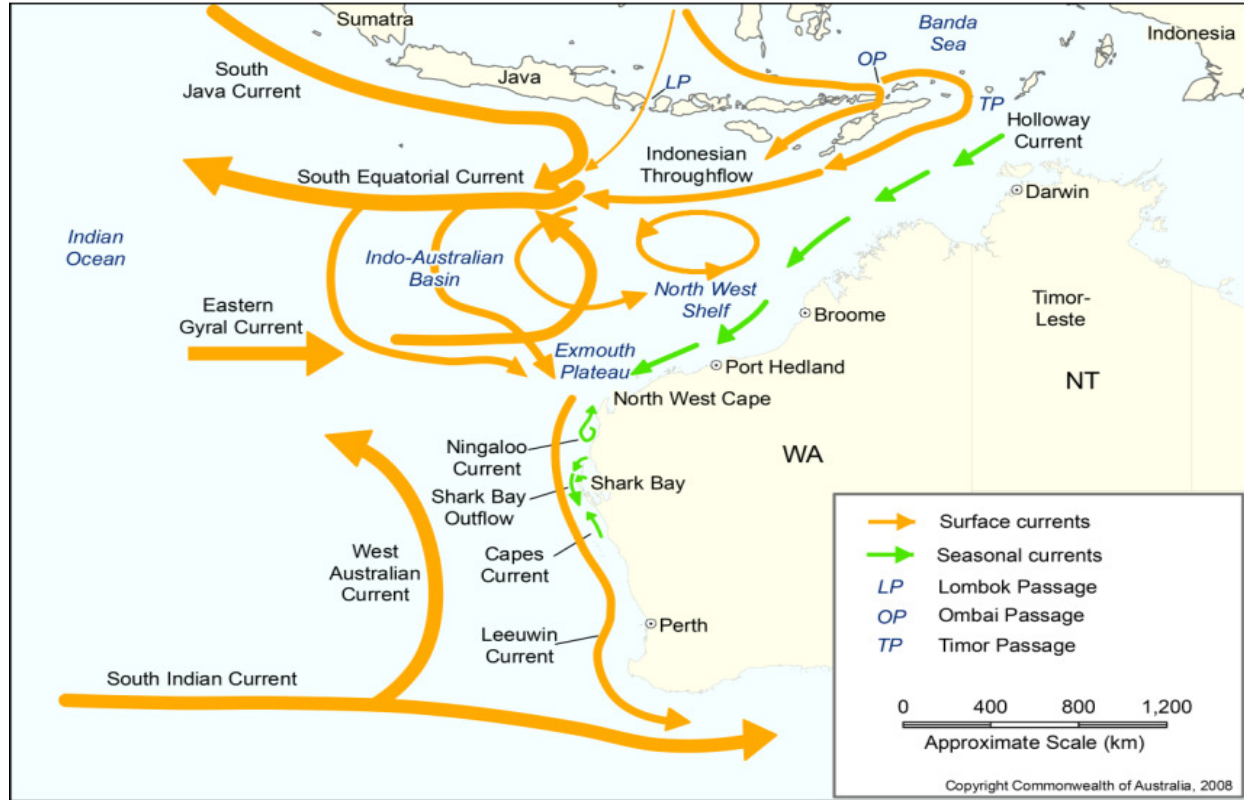 Sumatra
Banda
Sea
Indonesia
South
Java Current
Java
LP
OP
TP
Holloway
Current
Indonesian
Throughflow
South Equatorial Current
Darwin
Indian
Ocean
Indo-Australian
Basin
North West
Shelf
Timor-
Leste
Eastern
Gyral Current
Broome
Exmouth
Plateau
Port Hedland
NT
North West Cape
Ningaloo
Current
WA
Shark Bay
Shark Bay
Outflow
West
Australian
Current
Capes
Current
Perth
Leeuwin
Current
South Indian Current
Surface currents
Seasonal currents
LP Lombok Passage
OP Ombai Passage
TP Timor Passage
0 400 800 1,200
Approximate Scale (km)
Copyright Commonwealth of Australia, 2008